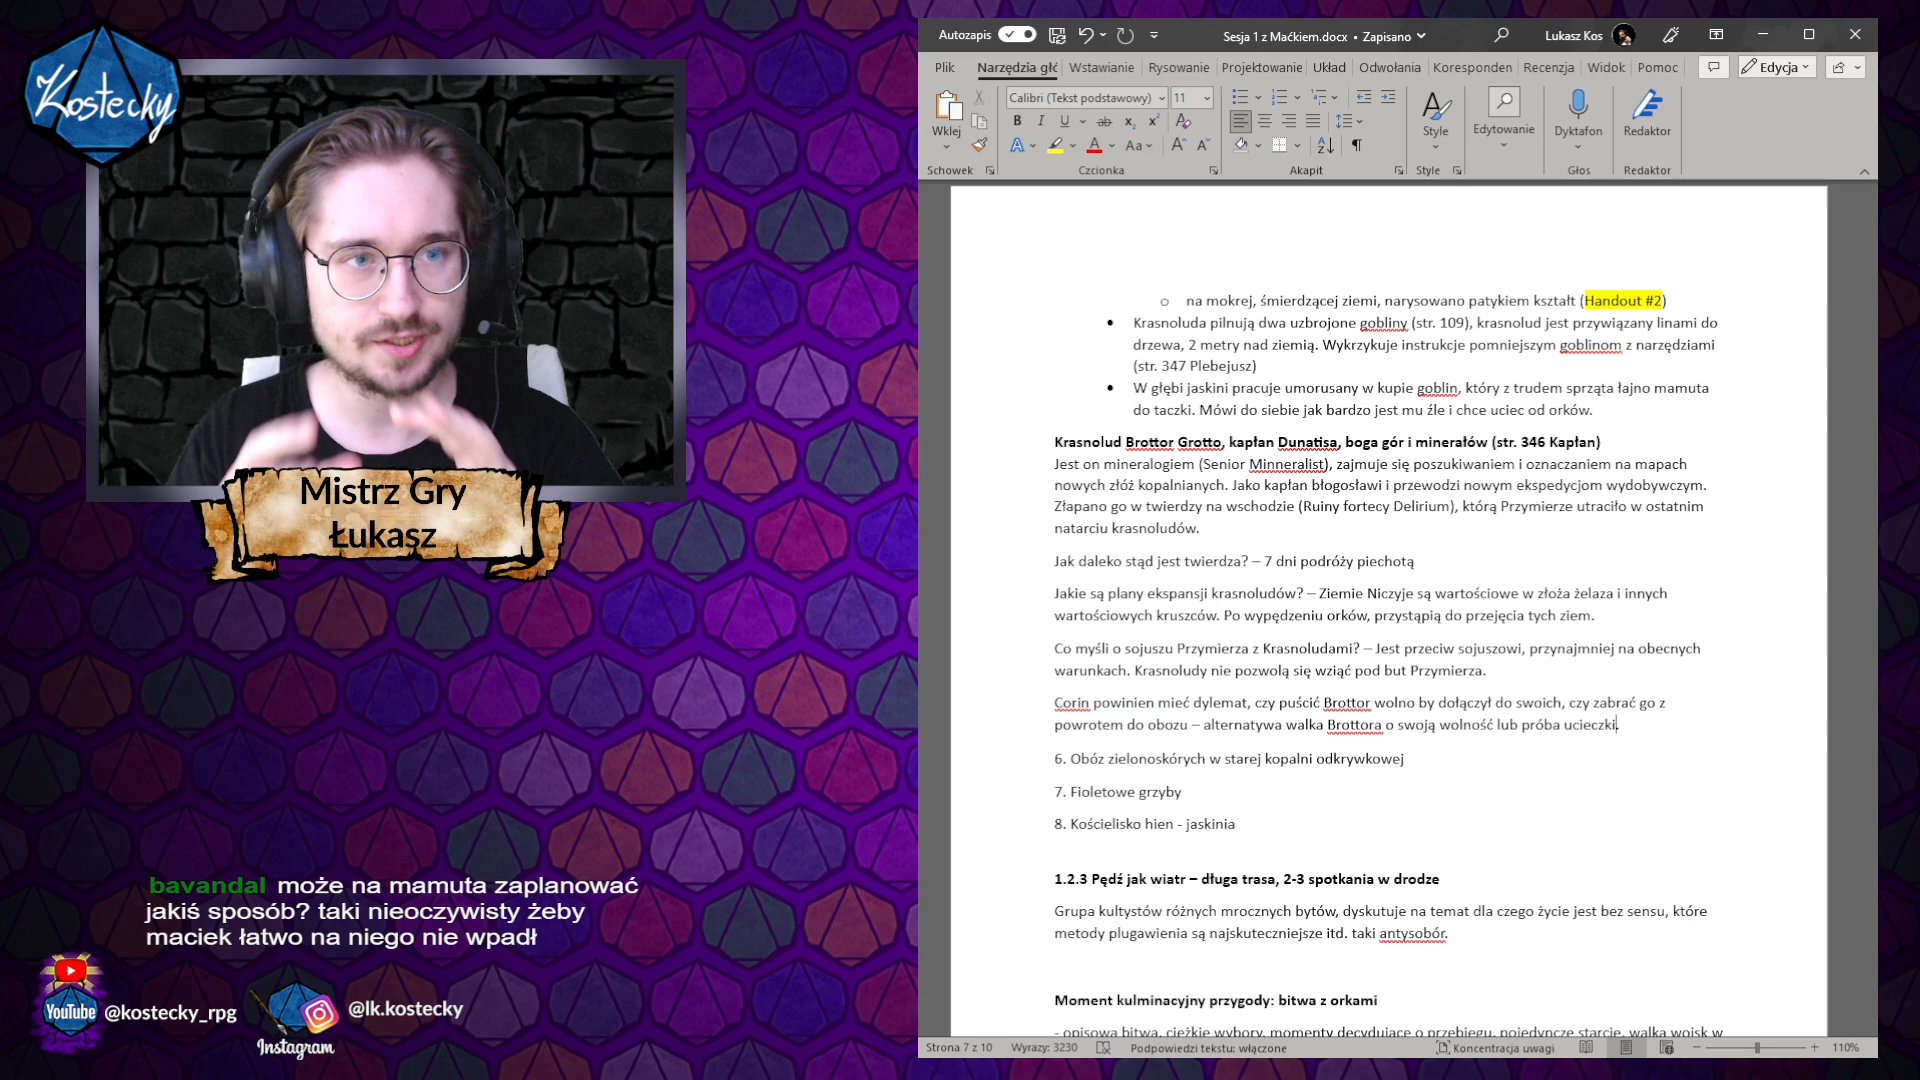 Kostecky
Mistrz Gry
Łukasz
bavandal może na mamuta zaplanować
jakiś sposób? taki nieoczywisty żeby
maciek łatwo na niego nie wpadł
YouTube @kostecky_rpg
@lk.kostecky
Instagram
Autozapis
Sesja 1 z Maćkiem.docx • Zapisano
Lukasz Kos
Plik Narzędzia głó Wstawianie Rysowanie Projektowanie Układ Odwołania Koresponden Recenzja Widok Pomoc Edycja
Calibri (Tekst podstawowy) 11
Wklej
Style Edytowanie Dyktafon Redaktor
Schowek Czcionka Akapit Style Głos Redaktor
o na mokrej, śmierdzącej ziemi, narysowano patykiem kształt (Handout #2)
• Krasnoluda pilnują dwa uzbrojone gobliny (str. 109), krasnolud jest przywiązany linami do
drzewa, 2 metry nad ziemią. Wykrzykuje instrukcje pomniejszym goblinom z narzędziami
(str. 347 Plebejusz)
• W głębi jaskini pracuje umorusany w kupie goblin, który z trudem sprząta łajno mamuta
do taczki. Mówi do siebie jak bardzo jest mu źle i chce uciec od orków.
Krasnolud Brottor Grotto, kapłan Dunatisa, boga gór i minerałów (str. 346 Kapłan)
Jest on mineralogiem (Senior Minneralist), zajmuje się poszukiwaniem i oznaczaniem na mapach
nowych złóż kopalnianych. Jako kapłan błogosławi i przewodzi nowym ekspedycjom wydobywczym.
Złapano go w twierdzy na wschodzie (Ruiny fortecy Delirium), którą Przymierze utraciło w ostatnim
natarciu krasnoludów.
Jak daleko stąd jest twierdza? – 7 dni podróży piechotą
Jakie są plany ekspansji krasnoludów? – Ziemie Niczyje są wartościowe w złoża żelaza i innych
wartościowych kruszców. Po wypędzeniu orków, przystąpią do przejęcia tych ziem.
Co myśli o sojuszu Przymierza z Krasnoludami? – Jest przeciw sojuszowi, przynajmniej na obecnych
warunkach. Krasnoludy nie pozwolą się wziąć pod but Przymierza.
Corin powinien mieć dylemat, czy puścić Brottor wolno by dołączył do swoich, czy zabrać go z
powrotem do obozu – alternatywa walka Brottora o swoją wolność lub próba ucieczki.
6. Obóz zielonoskórych w starej kopalni odkrywkowej
7. Fioletowe grzyby
8. Kościelisko hien - jaskinia
1.2.3 Pędź jak wiatr – długa trasa, 2-3 spotkania w drodze
Grupa kultystów różnych mrocznych bytów, dyskutuje na temat dla czego życie jest bez sensu, które
metody plugawienia są najskuteczniejsze itd. taki antysobór.
Moment kulminacyjny przygody: bitwa z orkami
- opisowa bitwa, ciężkie wybory, momenty decydujące o przebiegu, pojedyncze starcie, walka wojsk w
Strona 7 z 10 Wyrazy: 3230 Podpowiedzi tekstu: włączone Koncentracja uwagi 110%